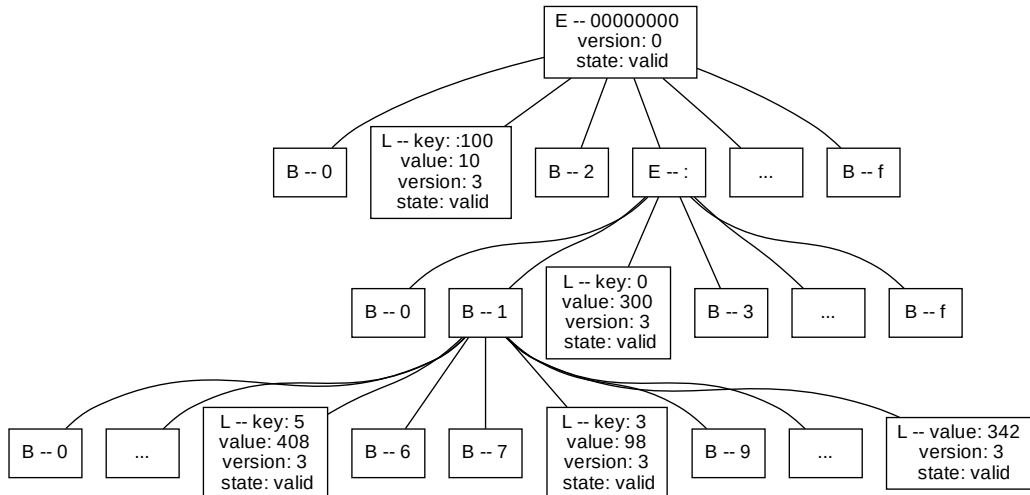 E -- 00000000
version: 0
state: valid
B -- 0
L -- key: :100
value: 10
version: 3
state: valid
B -- 2
E -- :
...
B -- f
B -- 0
B -- 1
L -- key: 0
value: 300
version: 3
state: valid
B -- 3
...
B -- f
B -- 0
...
L -- key: 5
value: 408
version: 3
state: valid
B -- 6
B -- 7
L -- key: 3
value: 98
version: 3
state: valid
B -- 9
...
L -- value: 342
version: 3
state: valid